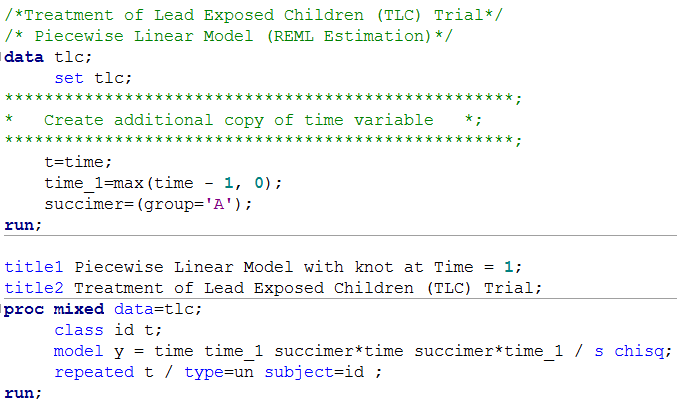 /*Treatment of Lead Exposed Children (TLC) Trial*/
/* Piecewise Linear Model (REML Estimation)*/
data tlc;
set tlc;
***************************************************;
*   Create additional copy of time variable   *;
***************************************************;
t=time;
time_1=max(time - 1, 0);
succimer=(group='A');
run;
title1 Piecewise Linear Model with knot at Time = 1;
title2 Treatment of Lead Exposed Children (TLC) Trial;
proc mixed data=tlc;
class id t;
model y = time time_1 succimer*time succimer*time_1 / s chisq;
repeated t / type=un subject=id ;
run;